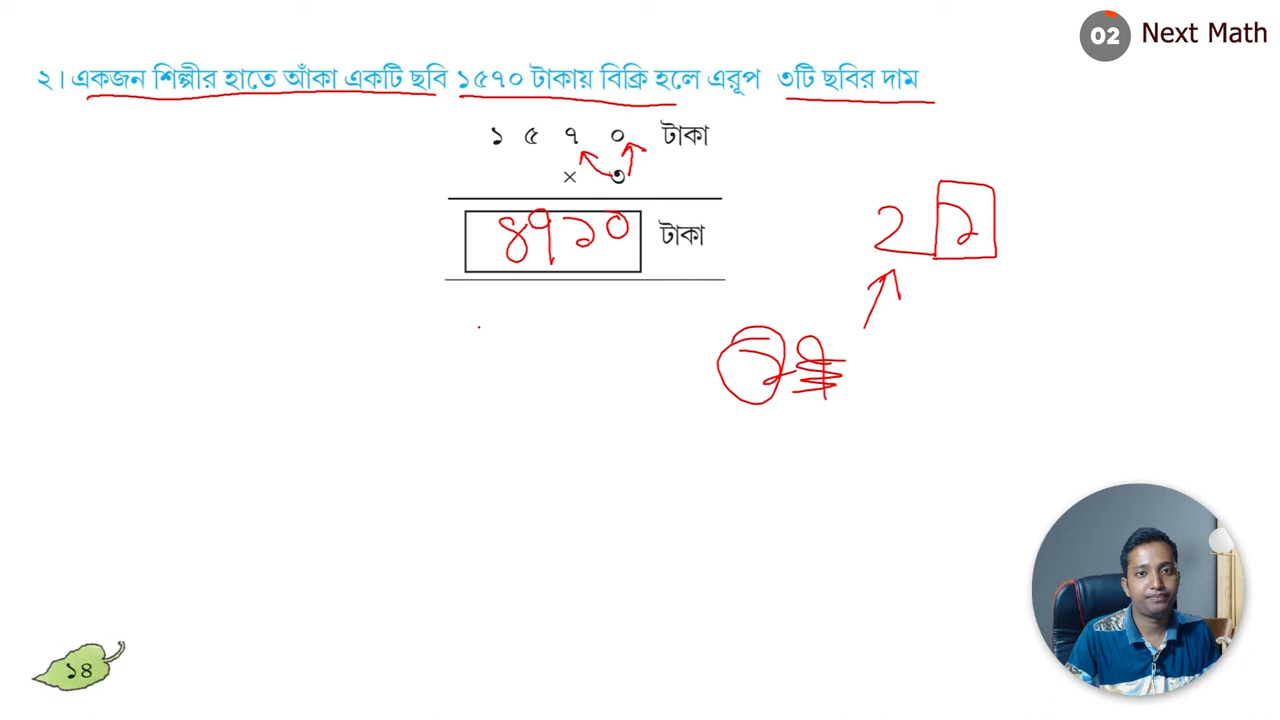 02 Next Math
২। একজন শিল্পীর হাতে আঁকা একটি ছবি ১৫৭০ টাকায় বিক্রি হলে এরূপ ৩টি ছবির দাম
১ ৫ ৭ ০ টাকা
× ৩
৪৭১০ টাকা
২ ১
১৪